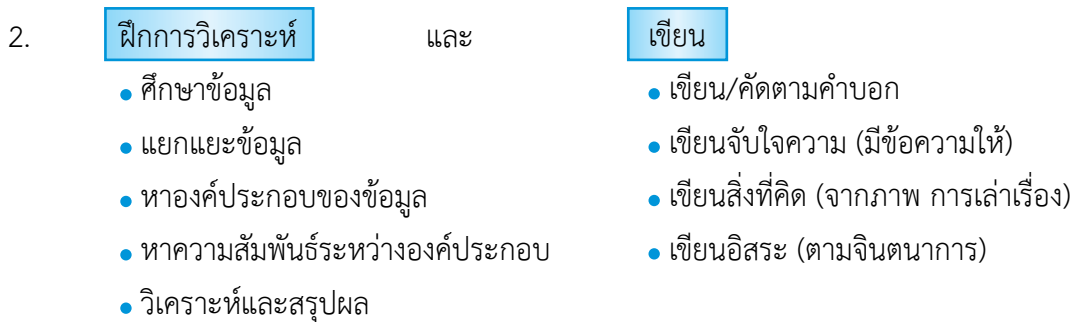 2. ฝึกการวิเคราะห์ และ เขียน
• ศึกษาข้อมูล
• แยกแยะข้อมูล
• หาองค์ประกอบของข้อมูล
• หาความสัมพันธ์ระหว่างองค์ประกอบ
• วิเคราะห์และสรุปผล
• เขียน/คัดตามคำบอก
• เขียนจับใจความ (มีข้อความให้)
• เขียนสิ่งที่คิด (จากภาพ การเล่าเรื่อง)
• เขียนอิสระ (ตามจินตนาการ)